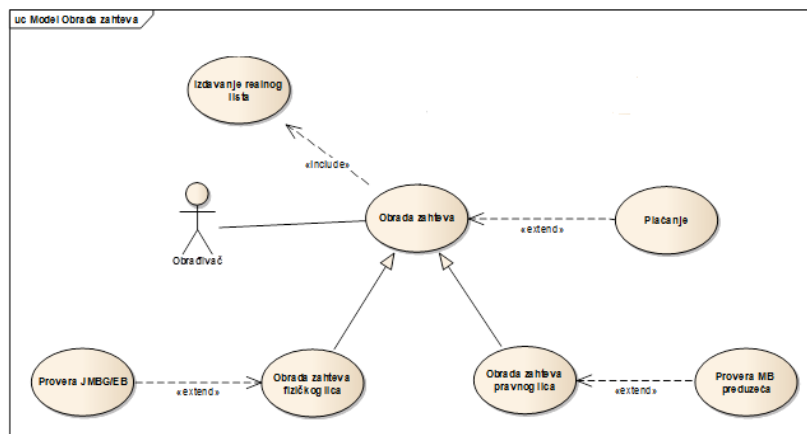 uc Model Obrada zahteva
Izdavanje realnog
lista
«include»
Obrada zahteva
«extend»
Plaćanje
Obrađivač
Provera JMBG/EB
«extend»
Obrada zahteva
fizičkog lica
Obrada zahteva
pravnog lica
«extend»
Provera MB
preduzeća